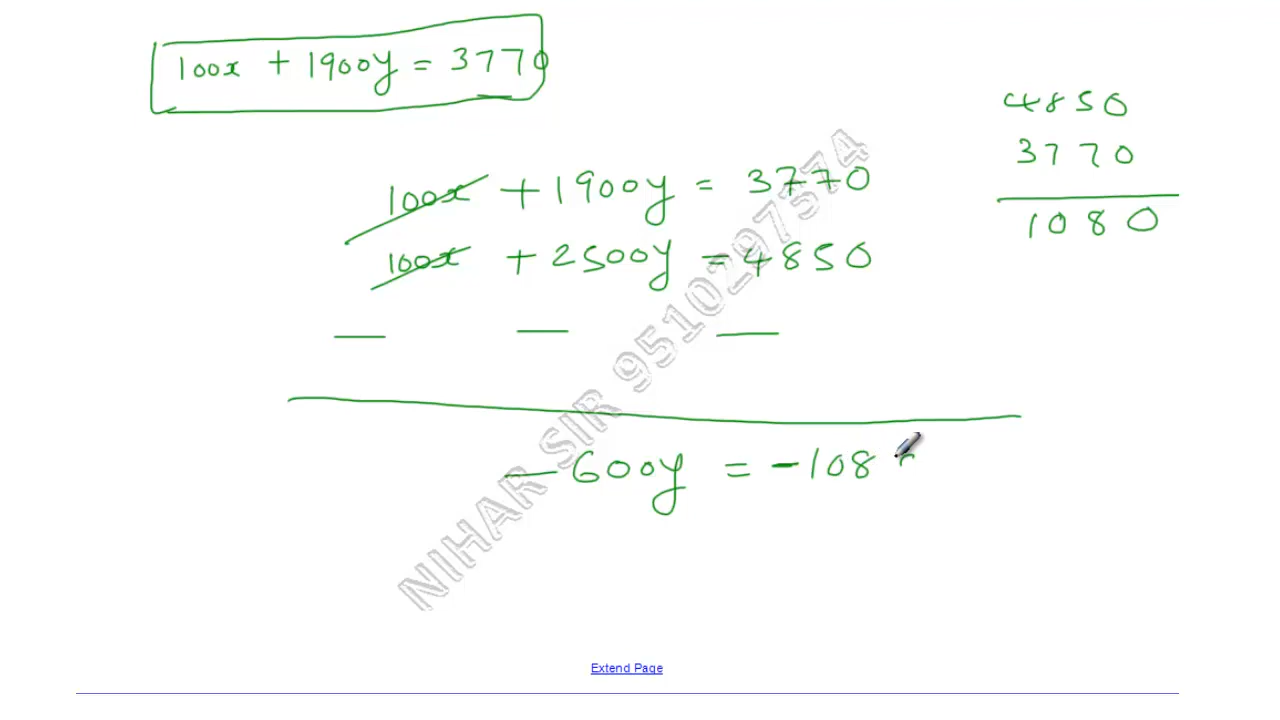 100x + 1900y = 3770
4850
3770
1080
100x + 1900y = 3770
100x + 2500y = 4850
— — —
— 600y = -108
NIHAR SIR 9510297574
Extend Page